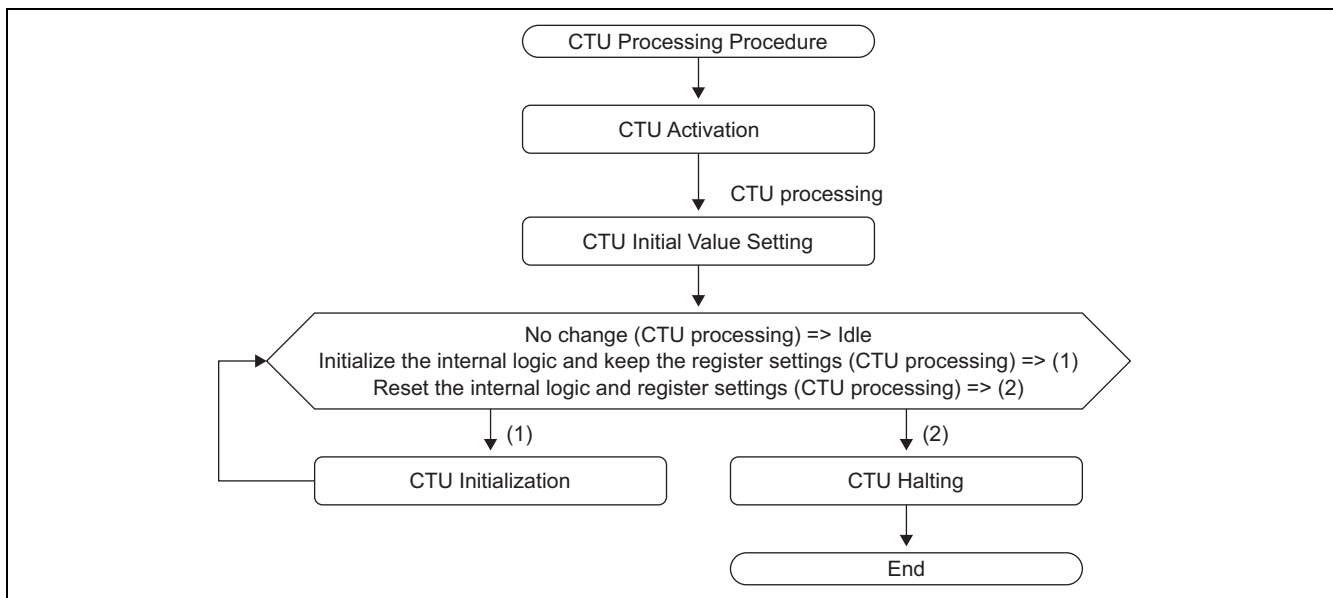 CTU Processing Procedure
CTU Activation
CTU processing
CTU Initial Value Setting
No change (CTU processing) => Idle
Initialize the internal logic and keep the register settings (CTU processing) => (1)
Reset the internal logic and register settings (CTU processing) => (2)
(1)
(2)
CTU Initialization
CTU Halting
End